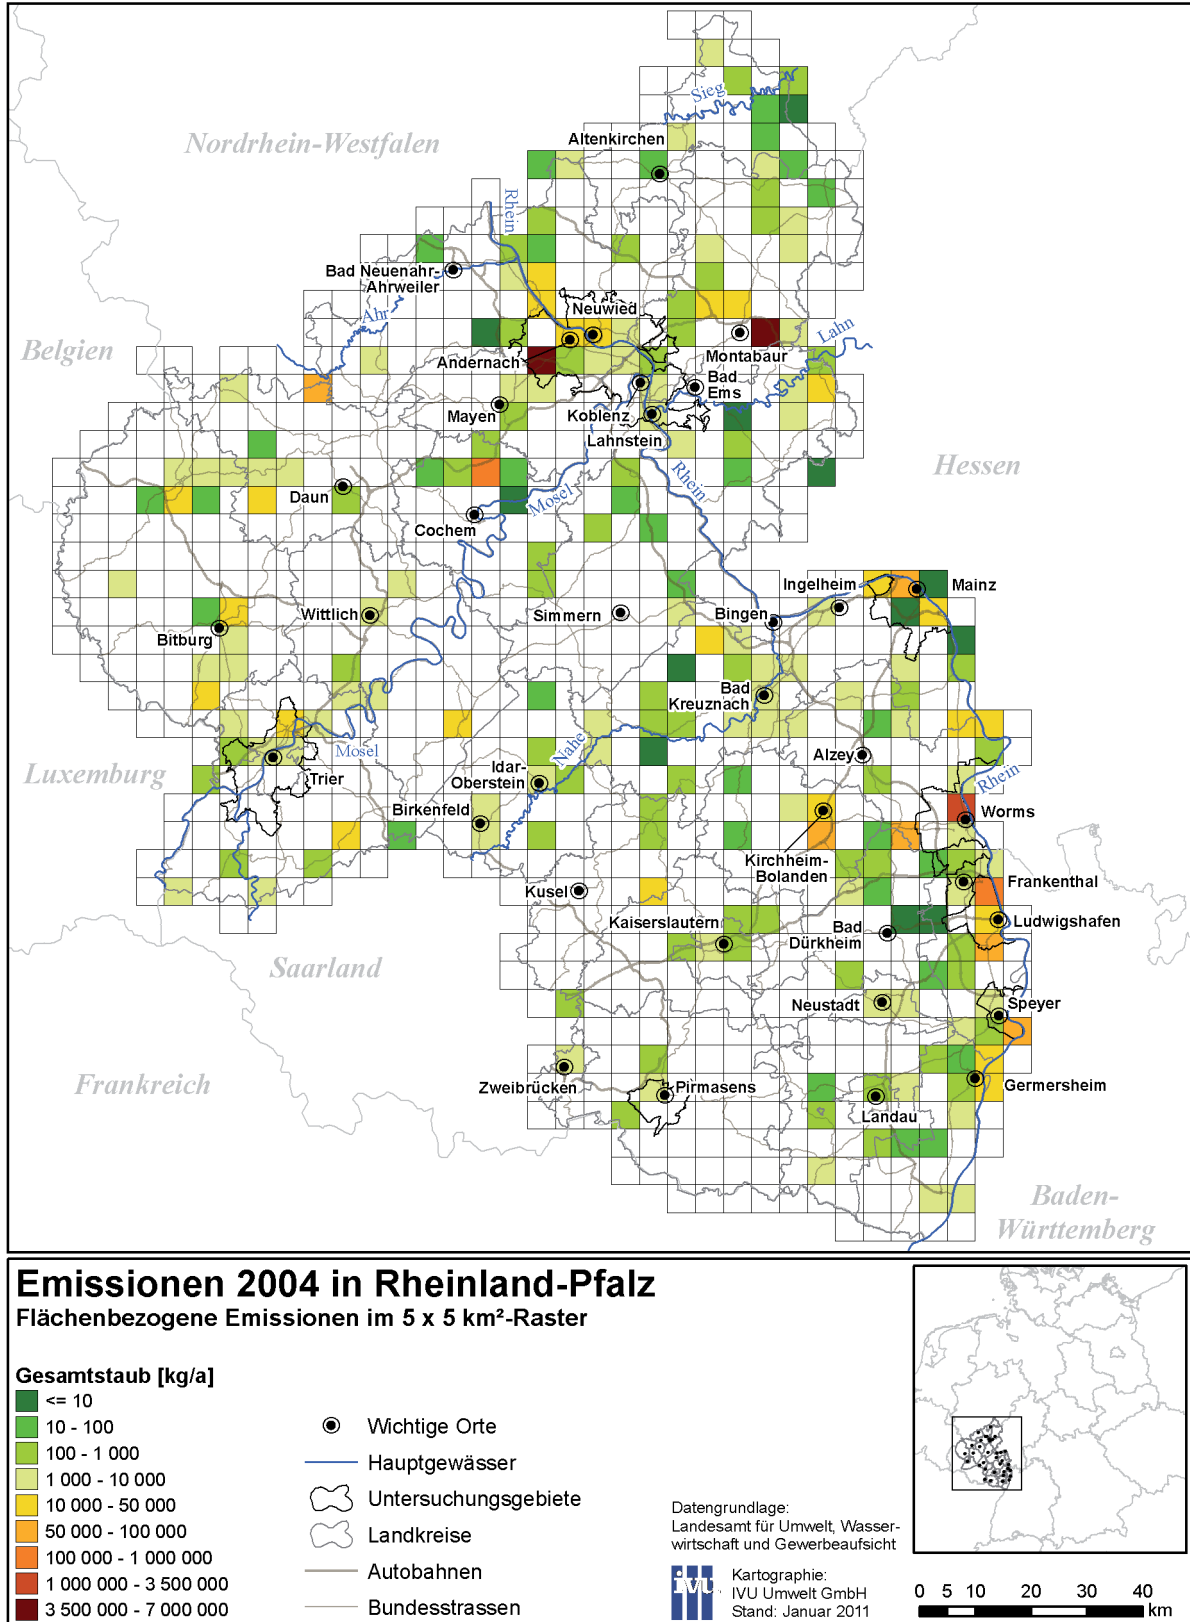 Nordrhein-Westfalen
Sieg
Altenkirchen
Rhein
Bad Neuenahr-
Ahrweiler
Ahr
Neuwied
Belgien
Andernach
Montabaur
Lahn
Bad
Ems
Mayen
Koblenz
Lahnstein
Hessen
Rhein
Daun
Mosel
Cochem
Ingelheim
Mainz
Wittlich
Simmern
Bingen
Bitburg
Bad
Kreuznach
Luxemburg
Mosel
Trier
Nahe
Idar-
Oberstein
Alzey
Rhein
Birkenfeld
Worms
Kirchheim-
Bolanden
Kusel
Frankenthal
Kaiserslautern
Bad
Dürkheim
Ludwigshafen
Saarland
Neustadt
Speyer
Frankreich
Zweibrücken
Pirmasens
Germersheim
Landau
Baden-
Württemberg
Emissionen 2004 in Rheinland-Pfalz
Flächenbezogene Emissionen im 5 x 5 km²-Raster
Gesamtstaub [kg/a]
<= 10
10 - 100
100 - 1 000
1 000 - 10 000
10 000 - 50 000
50 000 - 100 000
100 000 - 1 000 000
1 000 000 - 3 500 000
3 500 000 - 7 000 000
Wichtige Orte
Hauptgewässer
Untersuchungsgebiete
Landkreise
Autobahnen
Bundesstrassen
Datengrundlage:
Landesamt für Umwelt, Wasser-
wirtschaft und Gewerbeaufsicht
ivu
Kartographie:
IVU Umwelt GmbH
Stand: Januar 2011
0 5 10 20 30 40
km